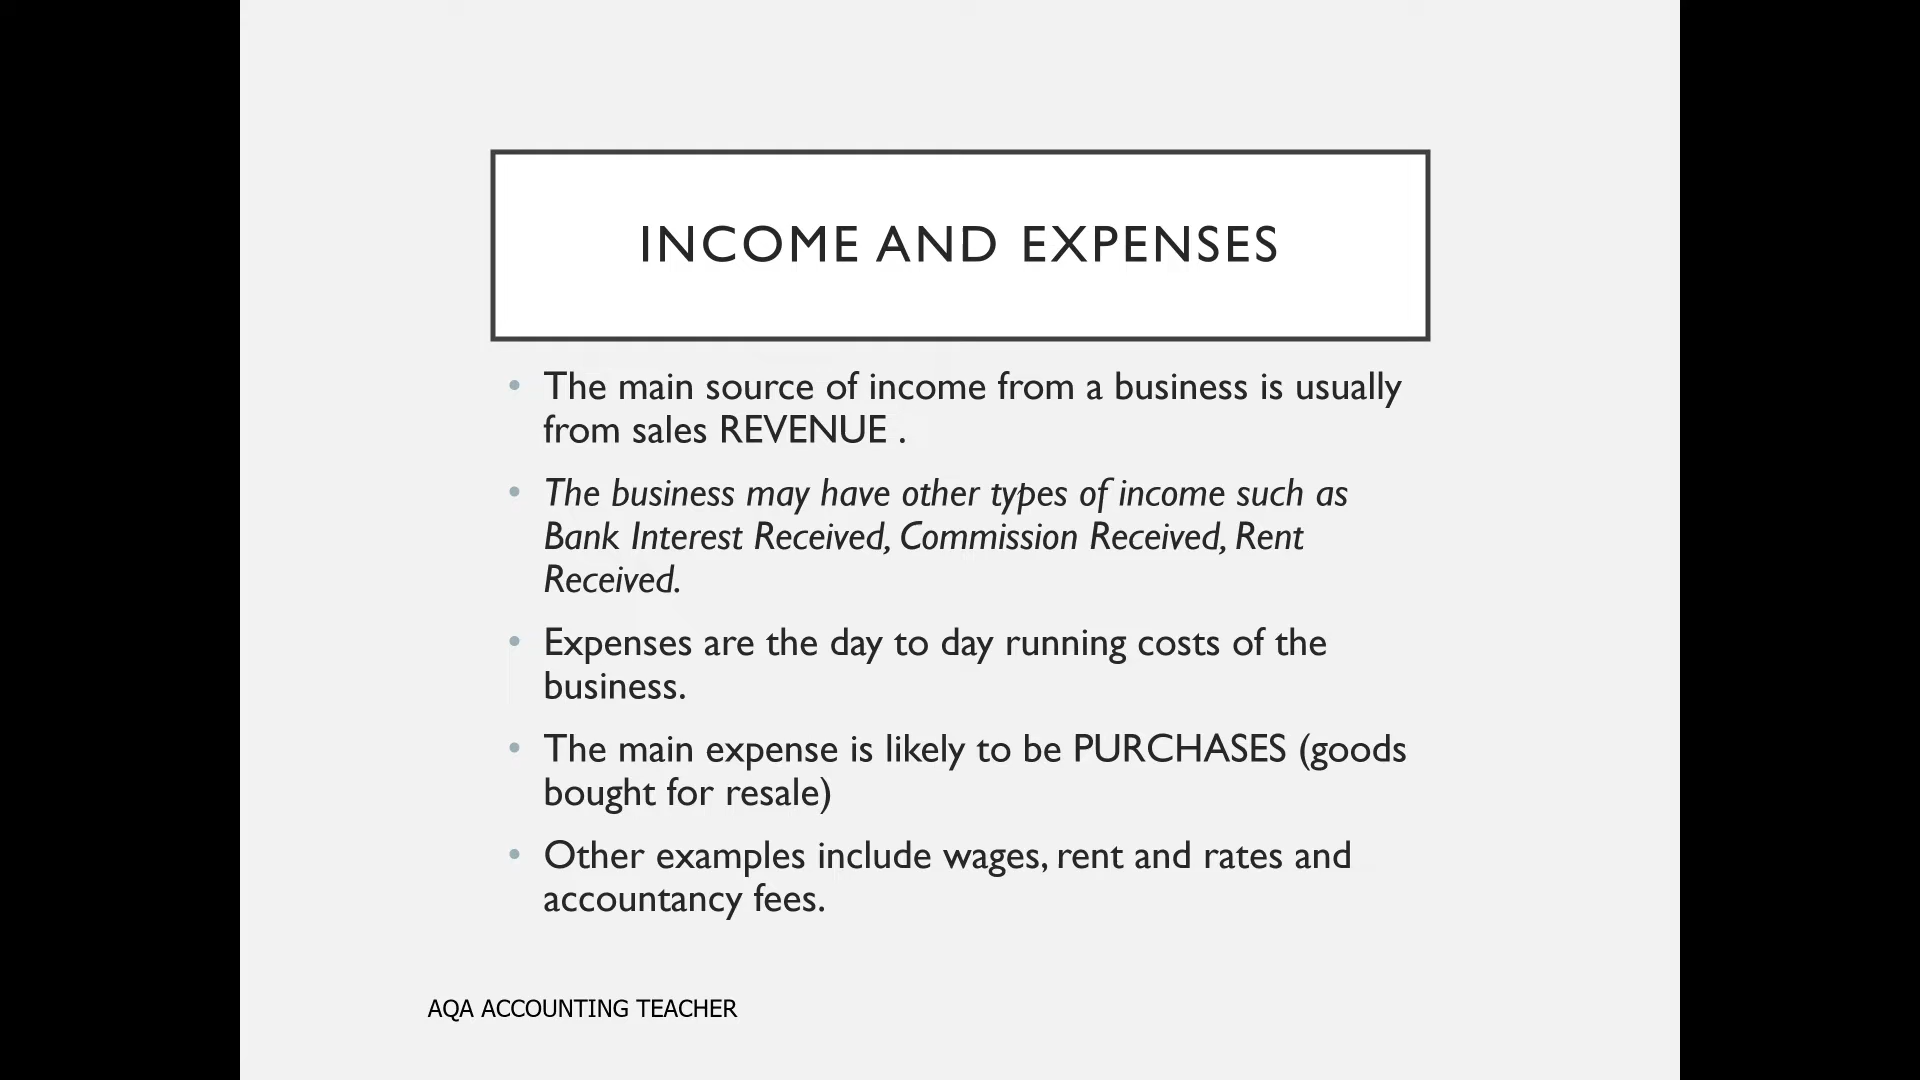 INCOME AND EXPENSES
• The main source of income from a business is usually
from sales REVENUE .
• The business may have other types of income such as
Bank Interest Received, Commission Received, Rent
Received.
• Expenses are the day to day running costs of the
business.
• The main expense is likely to be PURCHASES (goods
bought for resale)
• Other examples include wages, rent and rates and
accountancy fees.
AQA ACCOUNTING TEACHER